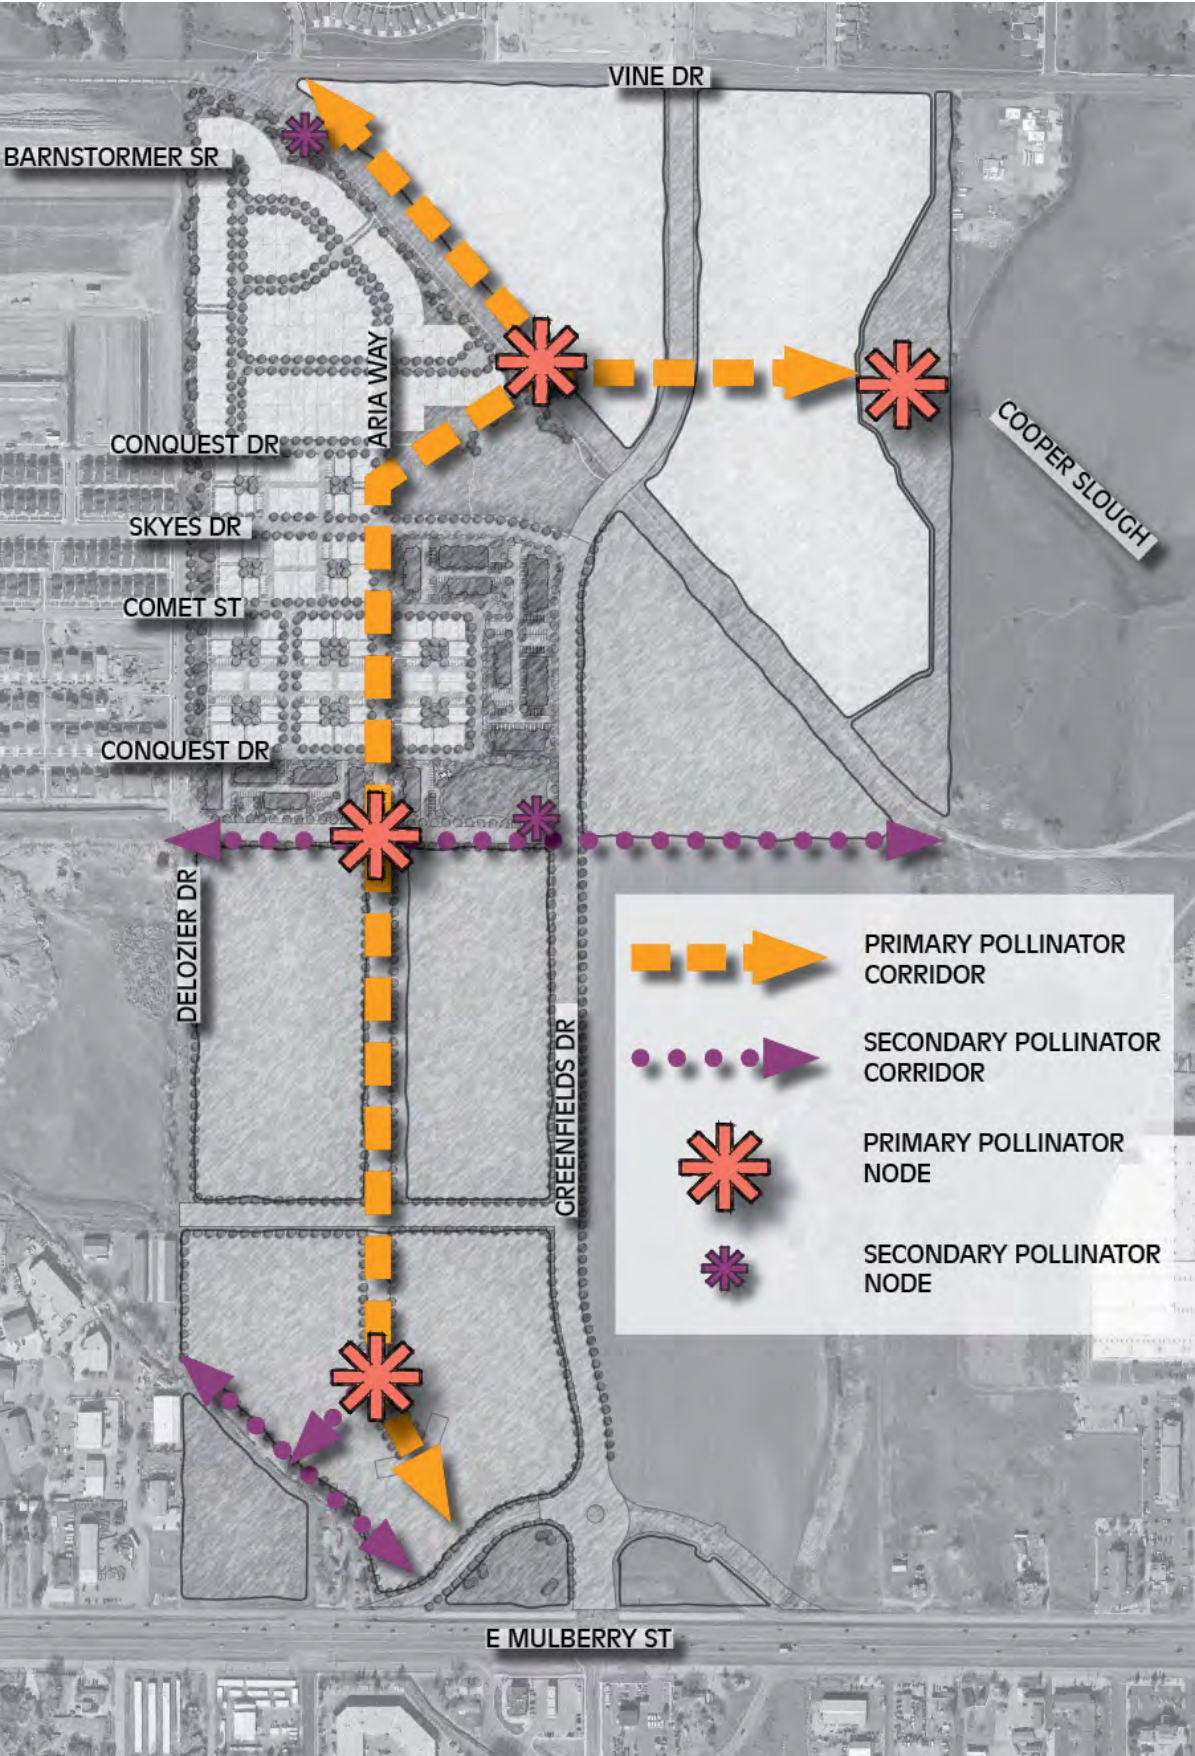 VINE DR
BARNSTORMER SR
ARIA WAY
CONQUEST DR
COOPER SLOUGH
SKYES DR
COMET ST
CONQUEST DR
DELOZIER DR
GREENFIELDS DR
PRIMARY POLLINATOR
CORRIDOR
SECONDARY POLLINATOR
CORRIDOR
PRIMARY POLLINATOR
NODE
SECONDARY POLLINATOR
NODE
E MULBERRY ST